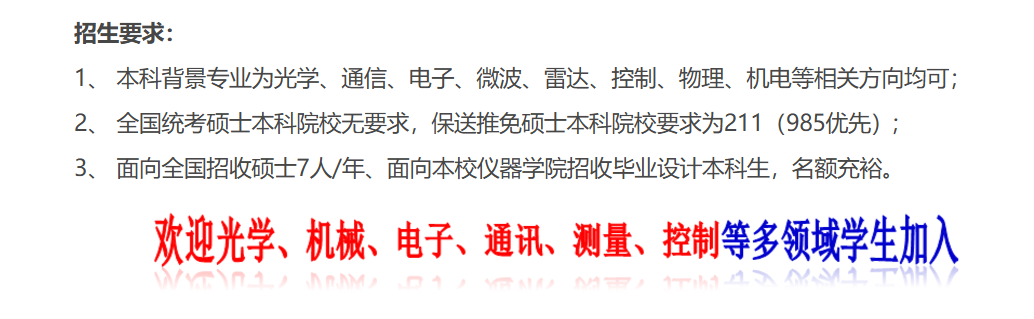 招生要求：
1、 本科背景专业为光学、通信、电子、微波、雷达、控制、物理、机电等相关方向均可；
2、 全国统考硕士本科院校无要求，保送推免硕士本科院校要求为211（985优先）；
3、 面向全国招收硕士7人/年、面向本校仪器学院招收毕业设计本科生，名额充裕。
欢迎光学、机械、电子、通讯、测量、控制等多领域学生加入